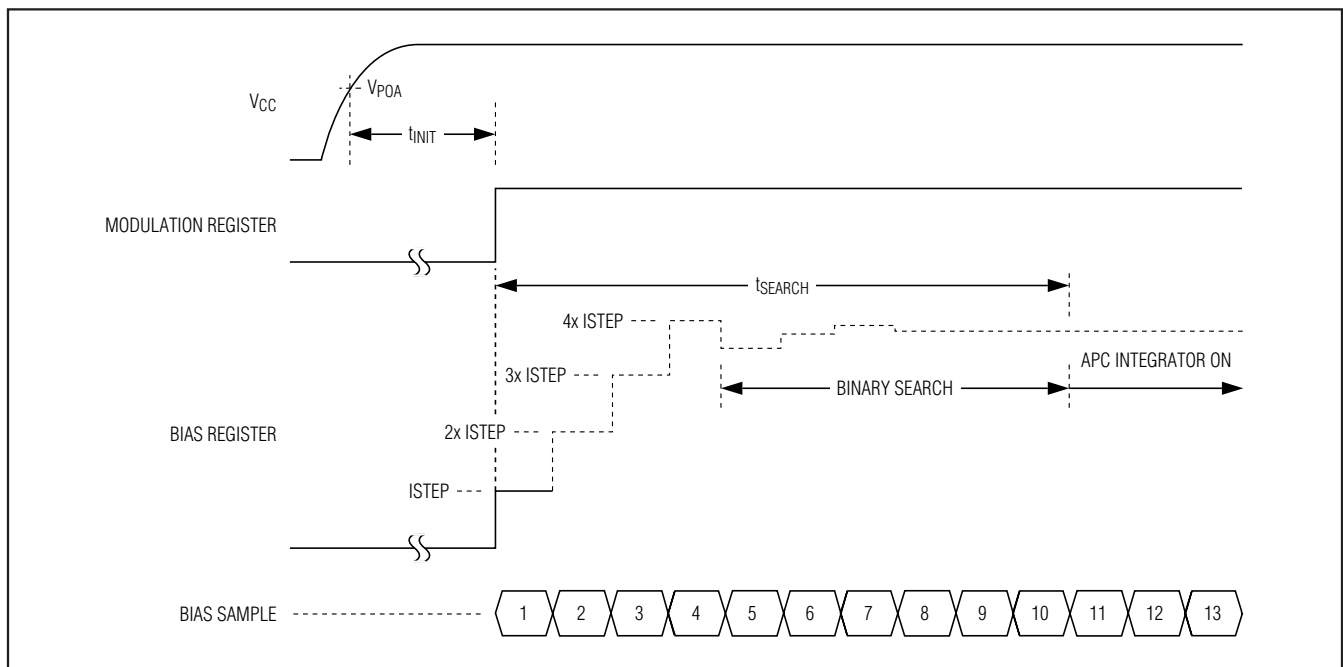 VCC
VPOA
tINIT
MODULATION REGISTER
tSEARCH
4x ISTEP
3x ISTEP
APC INTEGRATOR ON
BINARY SEARCH
2x ISTEP
BIAS REGISTER
ISTEP
BIAS SAMPLE
1 2 3 4 5 6 7 8 9 10 11 12 13